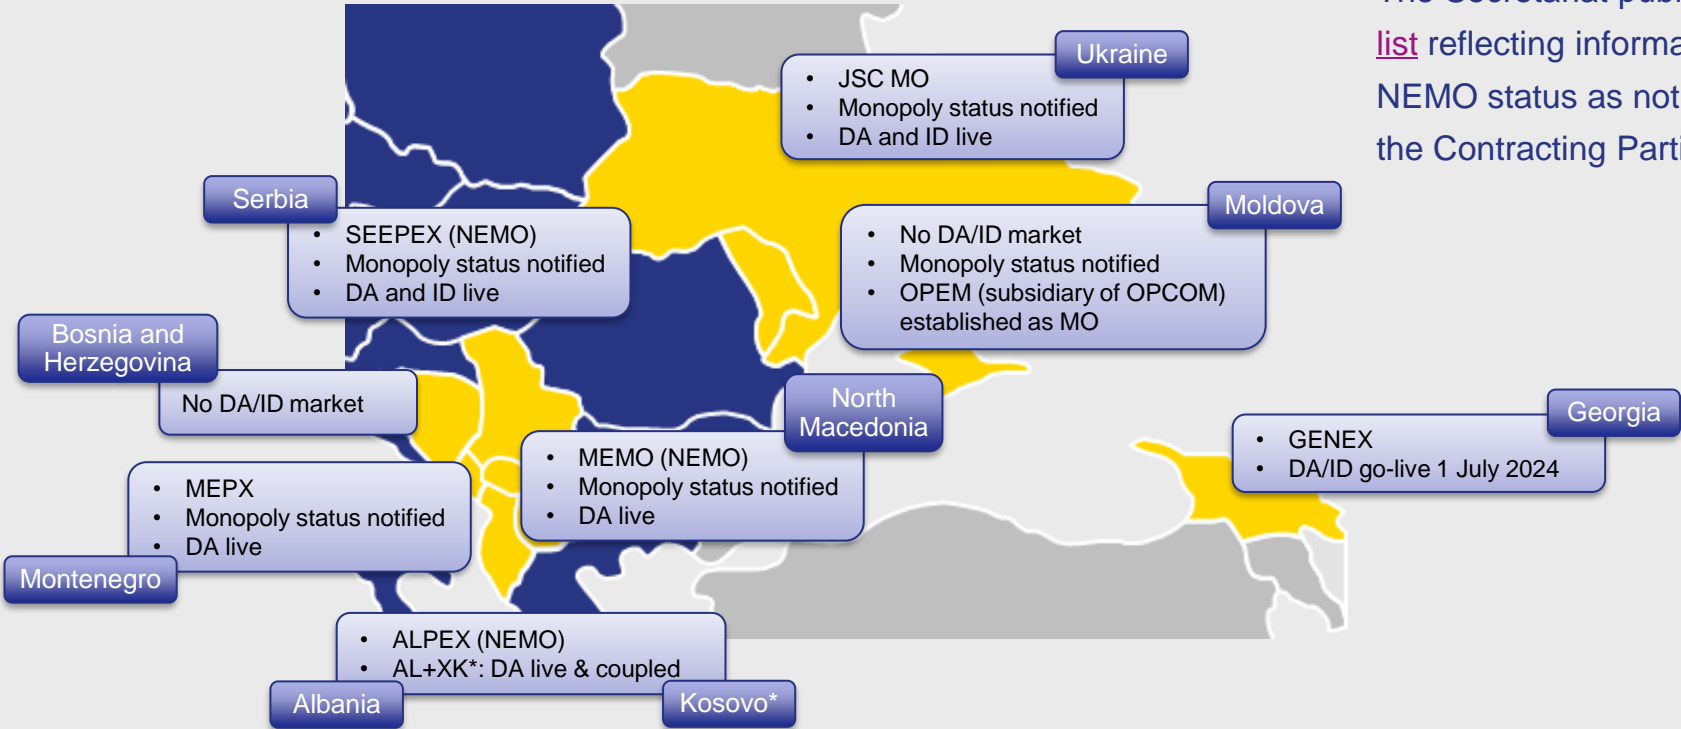 The Secretariat
list reflecting
NEMO status as
the Contracting
Ukraine
• JSC MO
• Monopoly status notified
• DA and ID live
Serbia
• SEEPEX (NEMO)
• Monopoly status notified
• DA and ID live
Moldova
• No DA/ID market
• Monopoly status notified
• OPEM (subsidiary of OPCOM)
established as MO
Bosnia and
Herzegovina
No DA/ID market
North
Macedonia
• MEMO (NEMO)
• Monopoly status notified
• DA live
Georgia
• GENEX
• DA/ID go-live 1 July 2024
• MEPX
• Monopoly status notified
• DA live
Montenegro
• ALPEX (NEMO)
• AL+XK*: DA live & coupled
Albania
Kosovo*